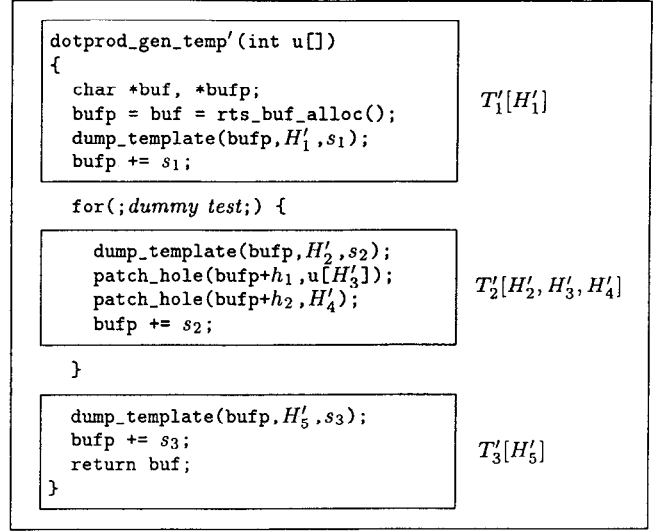 dotprod_gen_temp′(int u[])
{
char *buf, *bufp;
bufp = buf = rts_buf_alloc();
dump_template(bufp,H′₁,s₁);
bufp += s₁;
T′₁[H′₁]
for(;dummy test;) {
dump_template(bufp,H′₂,s₂);
patch_hole(bufp+h₁,u[H′₃]);
patch_hole(bufp+h₂,H′₄);
bufp += s₂;
T′₂[H′₂, H′₃, H′₄]
}
dump_template(bufp,H′₅,s₃);
bufp += s₃;
return buf;
}
T′₃[H′₅]